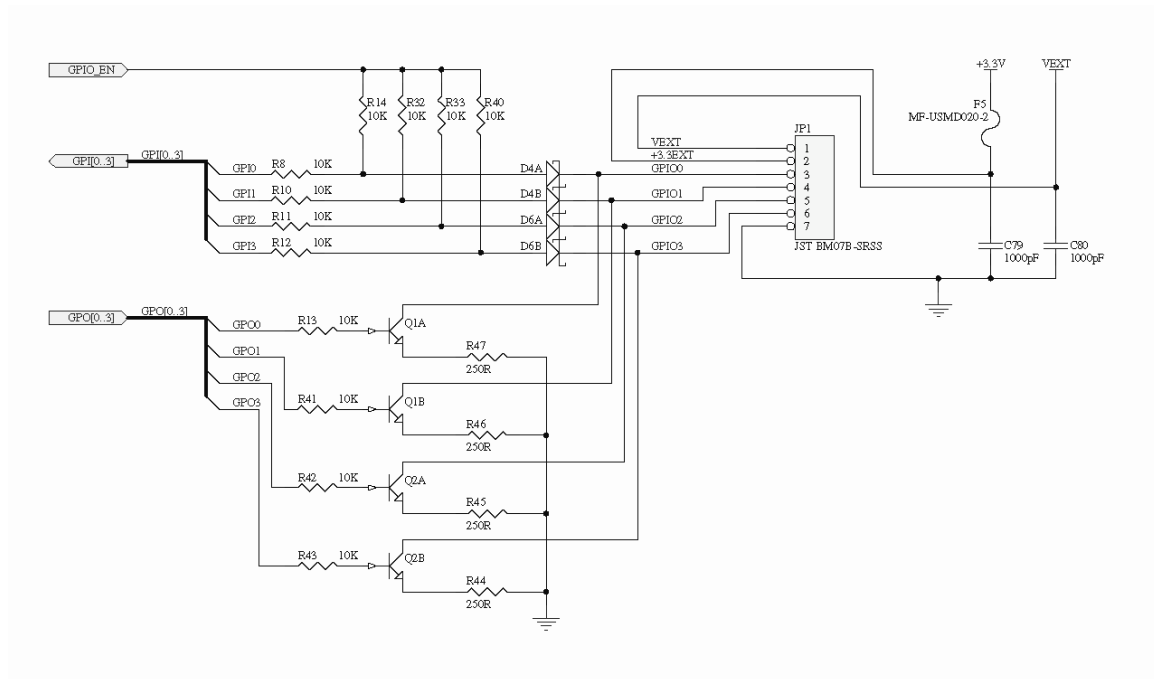 GPIO_EN
+3.3V VEXT
R14 10K R32 10K R33 10K R40 10K
F5
MF-USMD020-2
JP1
GPI[0..3] GPI[0..3]
VEXT 1
+3.3EXT 2
GPI0 R8 10K D4A GPIO0 3
GPI1 R10 10K D4B GPIO1 4
GPI2 R11 10K D6A GPIO2 5
6
GPI3 R12 10K D6B GPIO3 7
JST BM07B-SRSS
C79 1000pF C80 1000pF
GPO[0..3] GPO[0..3]
GPO0 R13 10K Q1A
GPO1 R47
250R
GPO2
GPO3 R41 10K Q1B
R46
250R
R42 10K Q2A
R45
250R
R43 10K Q2B
R44
250R